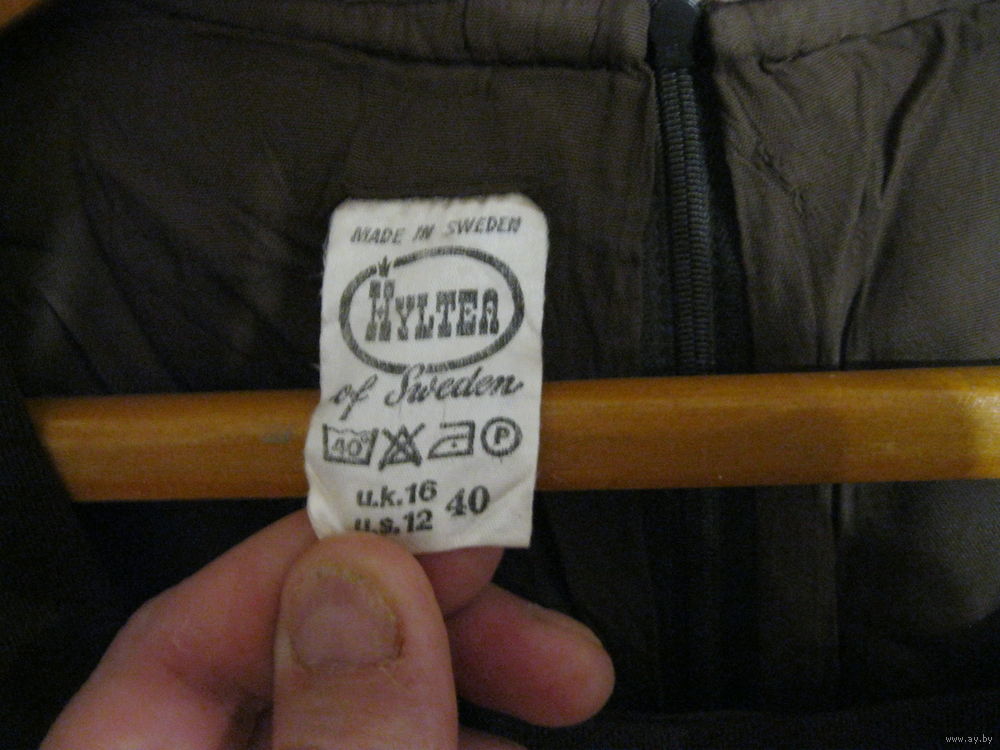 MADE IN SWEDEN
HYLTEA
of Sweden
40°
P
u.k.16
u.s.12 40
www.ay.by